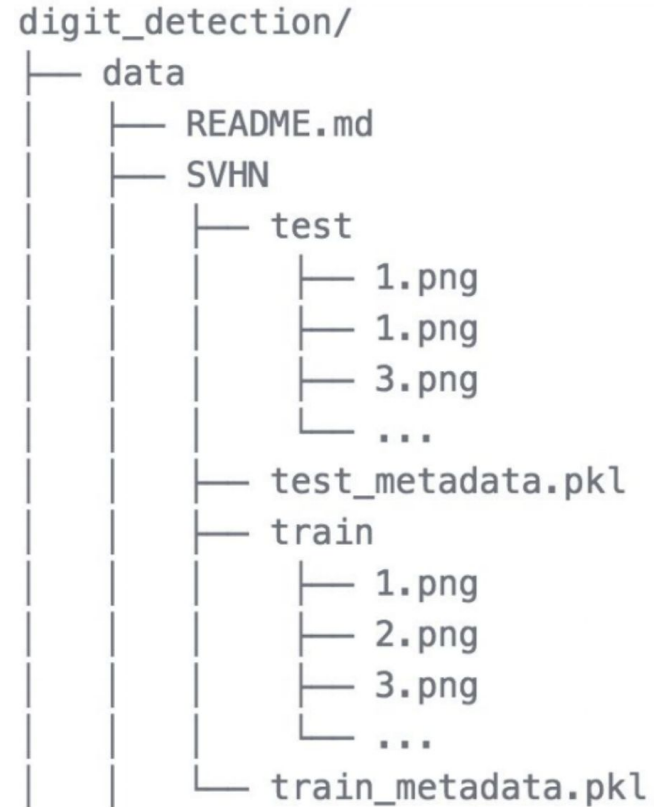 digit_detection/
├── data
│   ├── README.md
│   ├── SVHN
│   │   ├── test
│   │   │   ├── 1.png
│   │   │   ├── 1.png
│   │   │   ├── 3.png
│   │   │   └── ...
│   │   ├── test_metadata.pkl
│   │   ├── train
│   │   │   ├── 1.png
│   │   │   ├── 2.png
│   │   │   ├── 3.png
│   │   │   └── ...
│   │   └── train_metadata.pkl